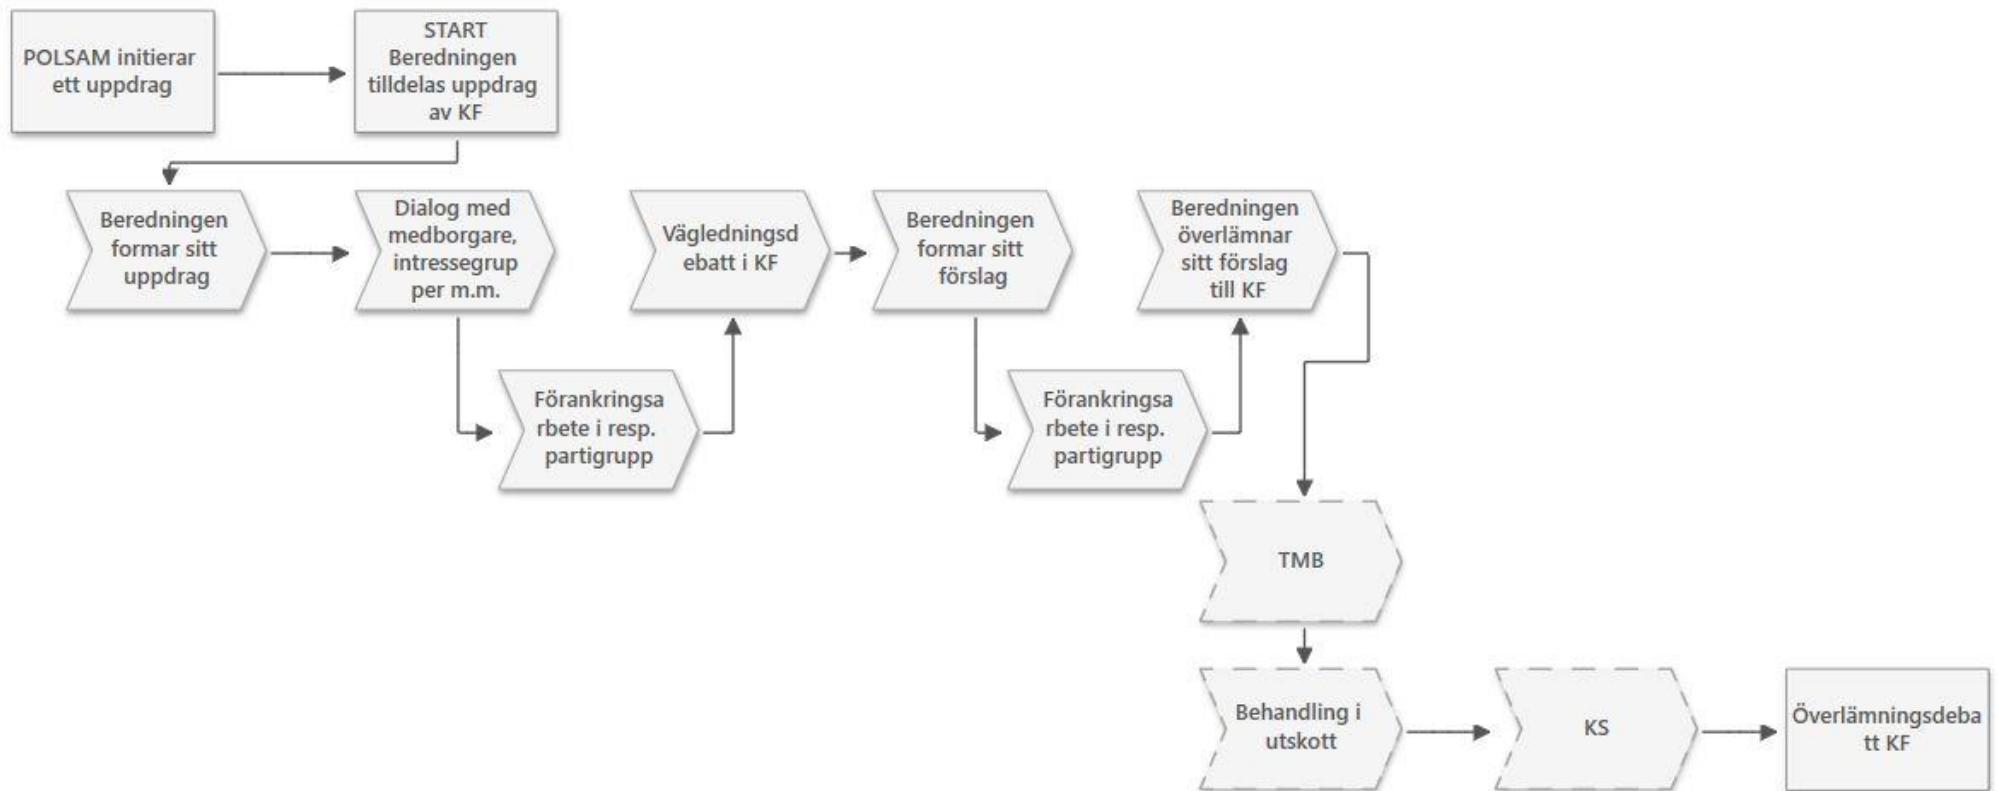 POLSAM initierar
ett uppdrag
START
Beredningen
tilldelas uppdrag
av KF
Beredningen
formar sitt
uppdrag
Dialog med
medborgare,
intressegrup
per m.m.
Förankringsa
rbete i resp.
partigrupp
Vägledningsd
ebatt i KF
Beredningen
formar sitt
förslag
Förankringsa
rbete i resp.
partigrupp
Beredningen
överlämnar
sitt förslag
till KF
TMB
Behandling i
utskott
KS
Överlämningsdeba
tt KF